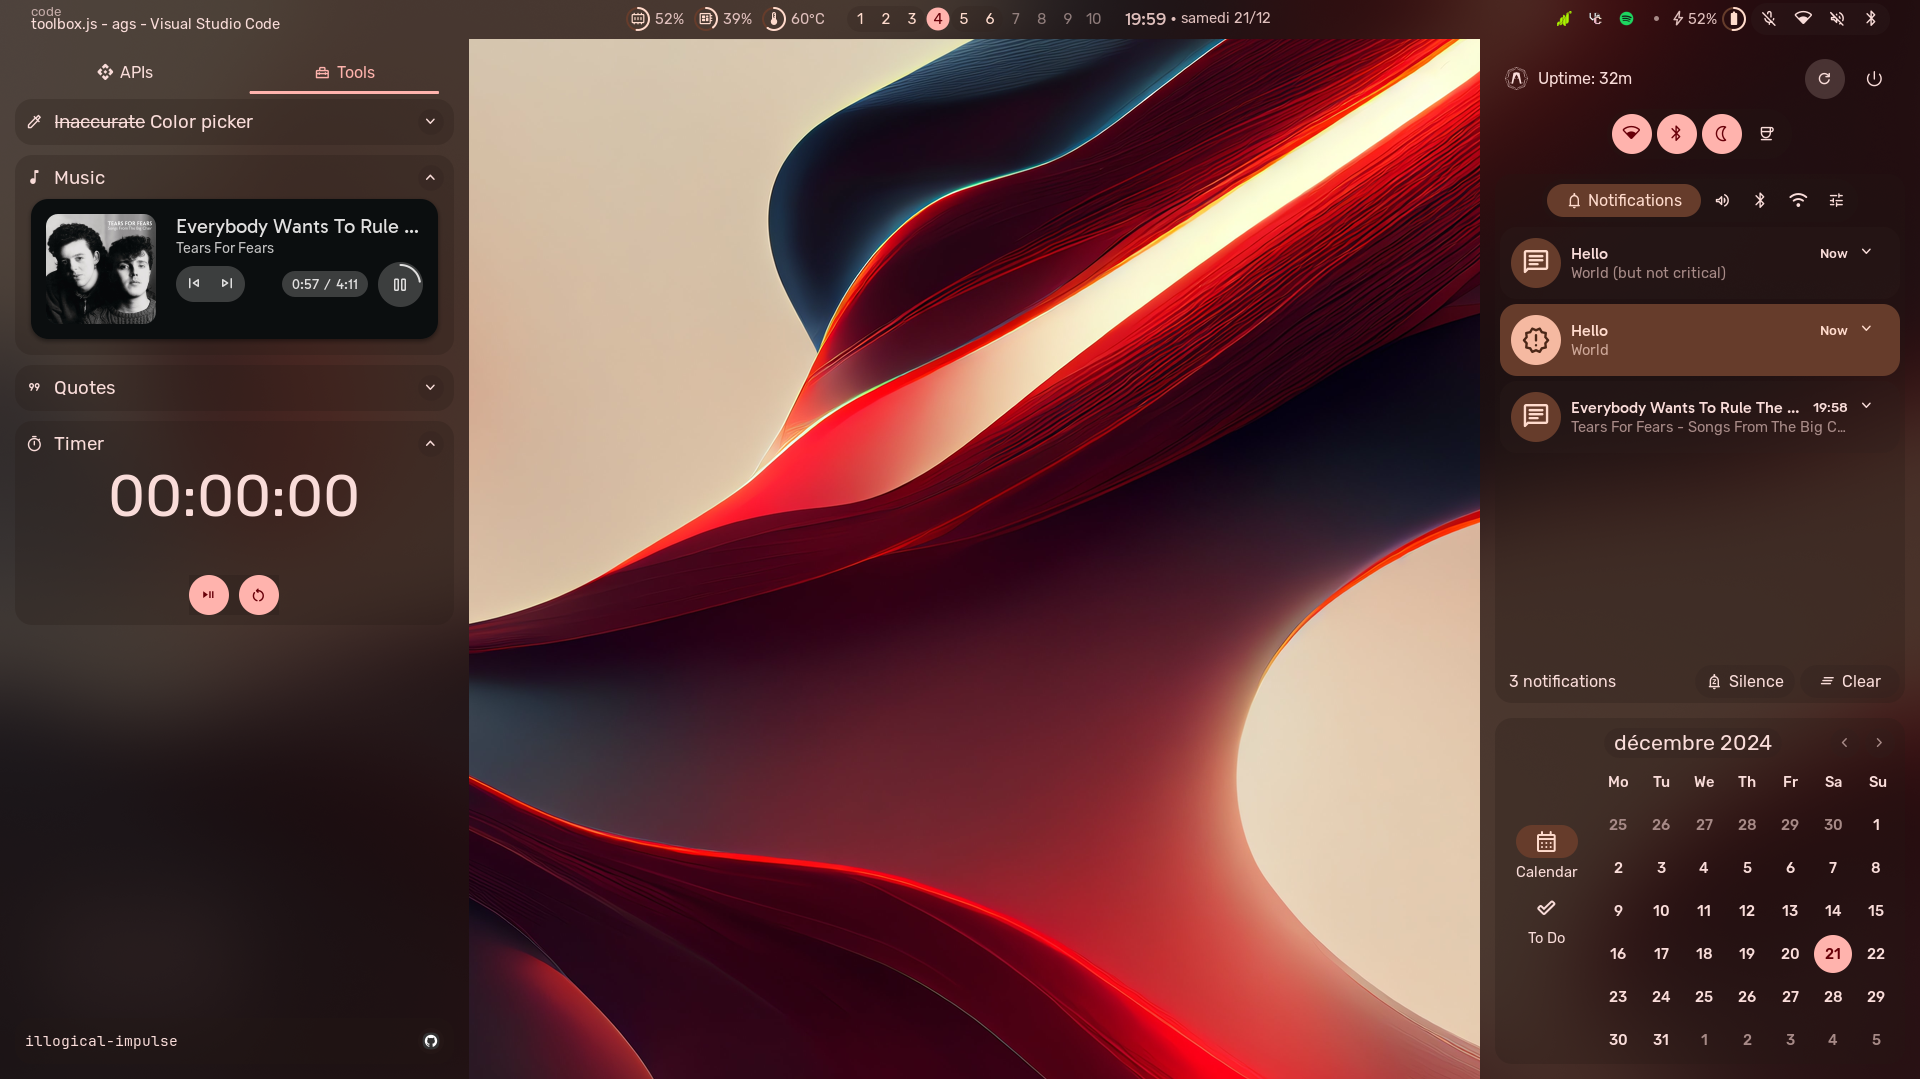 code
toolbox.js - ags - Visual Studio Code
52% 39% 60°C 1 2 3 4 5 6 7 8 9 10 19:59 • samedi 21/12
52%
APIs Tools
Inaccurate Color picker
Music
TEARS FOR FEARS
Everybody Wants To Rule ...
Tears For Fears
0:57 / 4:11
Quotes
Timer
00:00:00
illogical-impulse
Uptime: 32m
Notifications
Hello Now
World (but not critical)
Hello Now
World
Everybody Wants To Rule The ... 19:58
Tears For Fears - Songs From The Big C...
3 notifications Silence Clear
Calendar
To Do
décembre 2024
Mo Tu We Th Fr Sa Su
25 26 27 28 29 30 1
2 3 4 5 6 7 8
9 10 11 12 13 14 15
16 17 18 19 20 21 22
23 24 25 26 27 28 29
30 31 1 2 3 4 5